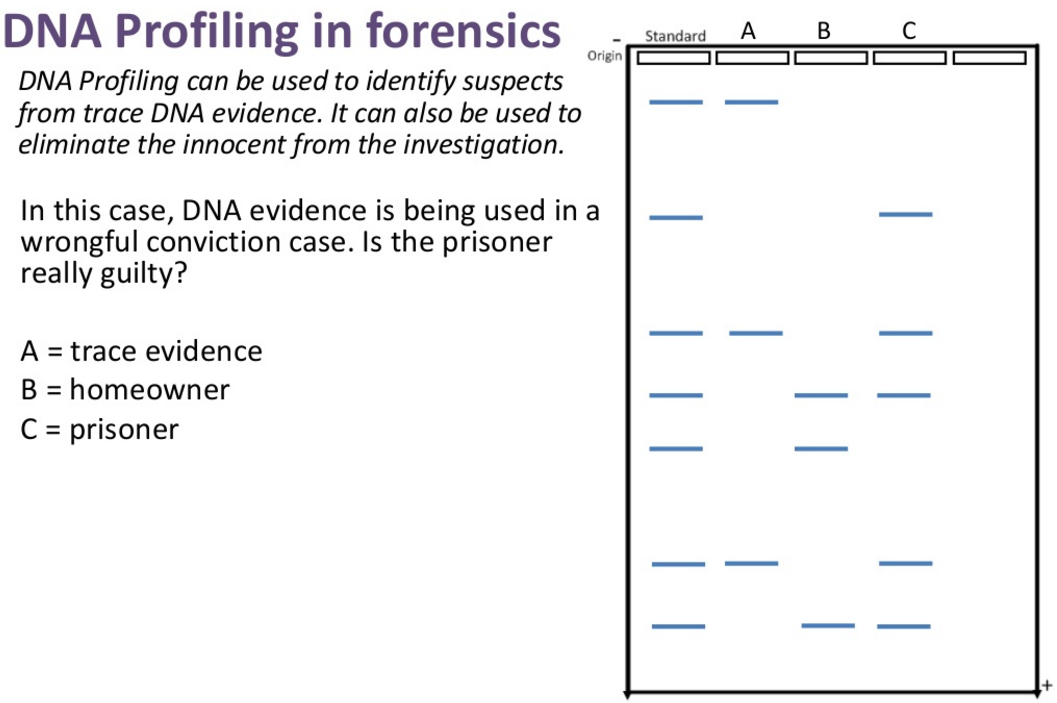 DNA Profiling in forensics
DNA Profiling can be used to identify suspects
from trace DNA evidence. It can also be used to
eliminate the innocent from the investigation.
In this case, DNA evidence is being used in a
wrongful conviction case. Is the prisoner
really guilty?
A = trace evidence
B = homeowner
C = prisoner
– Standard A B C
Origin
+